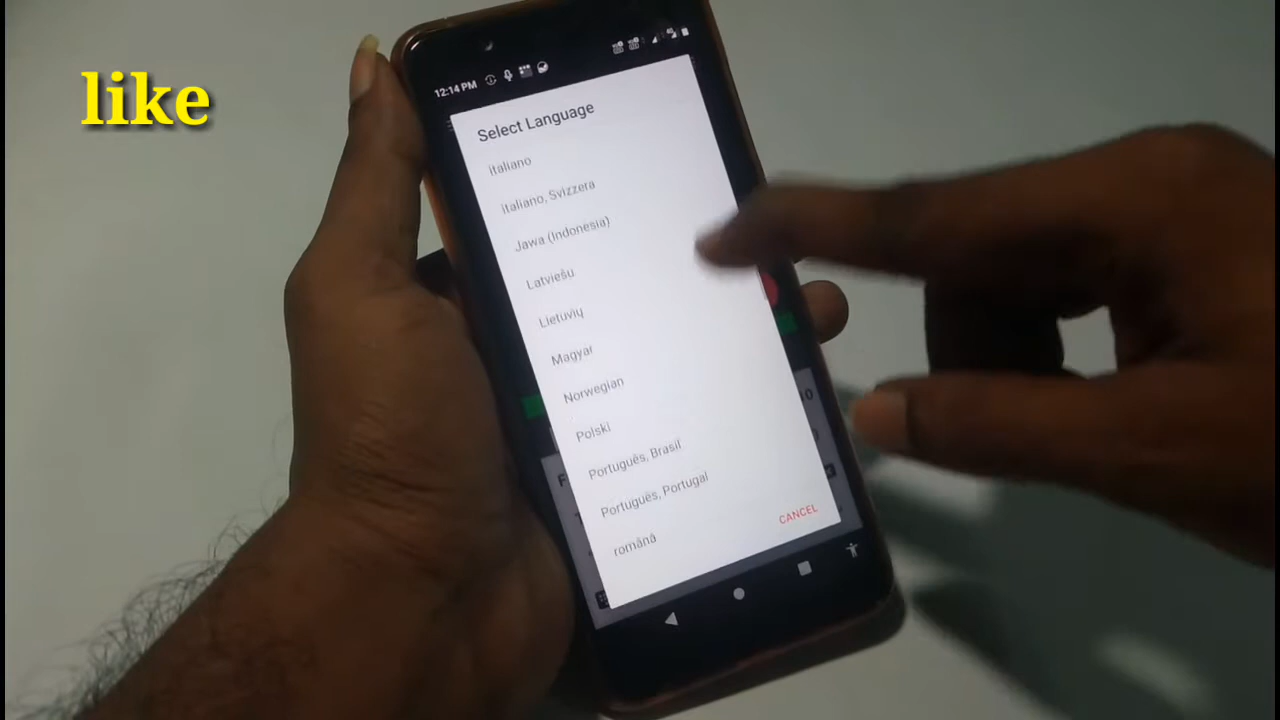 like
12:14 PM
Select Language
italiano
italiano, Svizzera
Jawa (Indonesia)
Latviešu
Lietuvių
Magyar
Norwegian
Polski
Português, Brasil
Português, Portugal
română
CANCEL